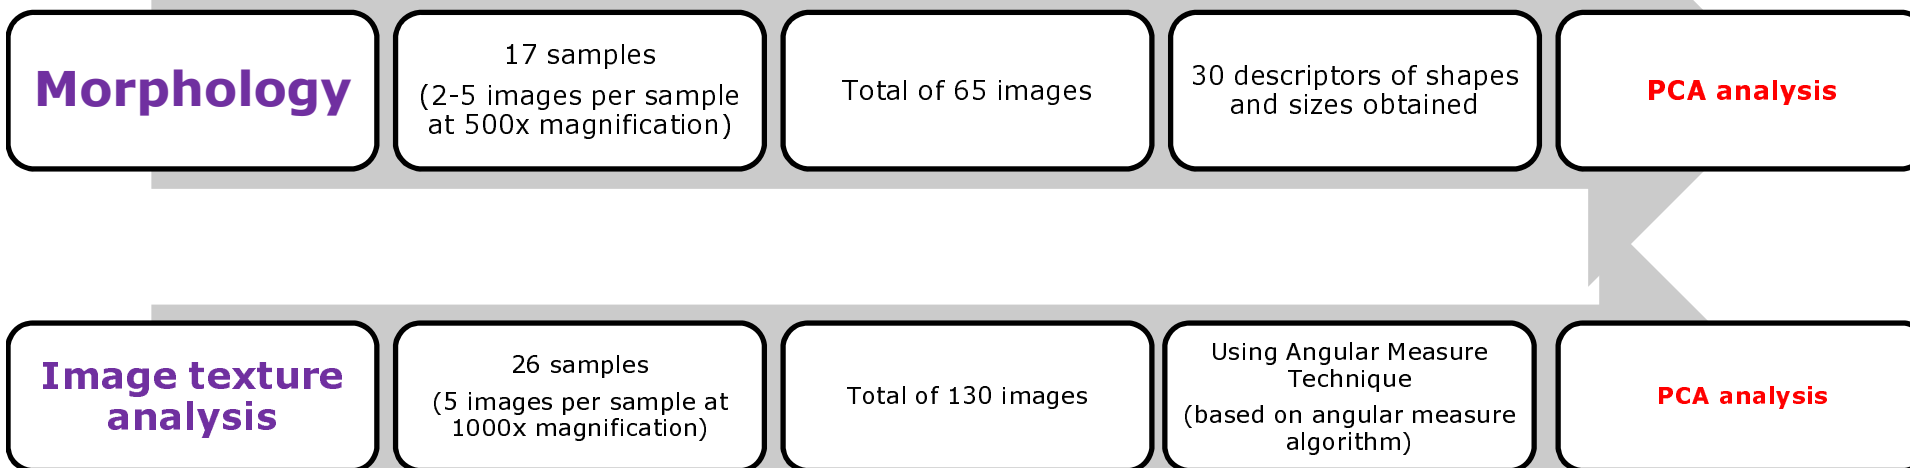 Morphology
17 samples
(2-5 images per sample
at 500x magnification)
Total of 65 images
30 descriptors of shapes
and sizes obtained
PCA analysis
Image texture
analysis
26 samples
(5 images per sample at
1000x magnification)
Total of 130 images
Using Angular Measure
Technique
(based on angular measure
algorithm)
PCA analysis